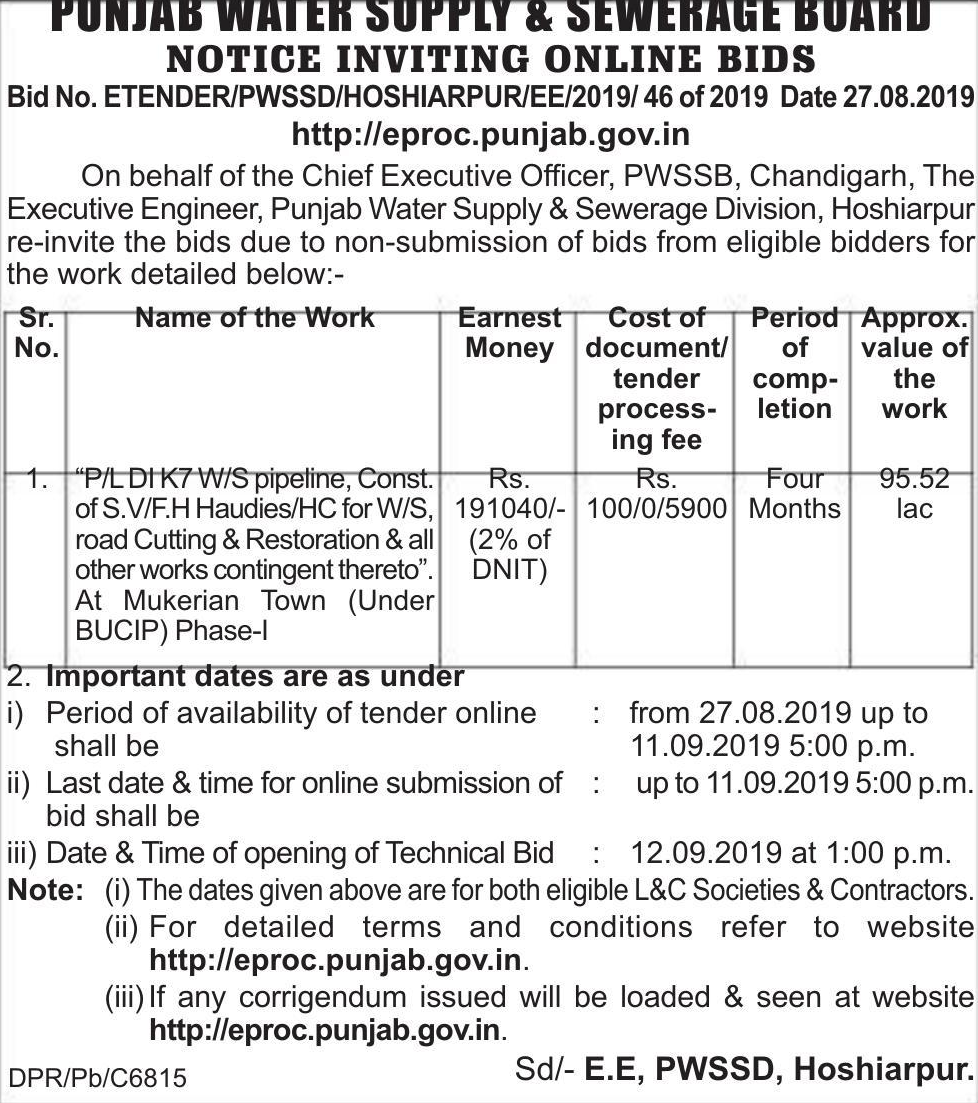 PUNJAB WATER SUPPLY & SEWERAGE BOARD
NOTICE INVITING ONLINE BIDS
Bid No. ETENDER/PWSSD/HOSHIARPUR/EE/2019/ 46 of 2019 Date 27.08.2019
http://eproc.punjab.gov.in
On behalf of the Chief Executive Officer, PWSSB, Chandigarh, The
Executive Engineer, Punjab Water Supply & Sewerage Division, Hoshiarpur
re-invite the bids due to non-submission of bids from eligible bidders for
the work detailed below:-
Sr. Name of the Work Earnest Cost of Period Approx.
No. Money document/ of value of
tender comp- the
process- letion work
ing fee
1. “P/L DI K7 W/S pipeline, Const. Rs. Rs. Four 95.52
of S.V/F.H Haudies/HC for W/S, 191040/- 100/0/5900 Months lac
road Cutting & Restoration & all (2% of
other works contingent thereto”. DNIT)
At Mukerian Town (Under
BUCIP) Phase-I
2. Important dates are as under
i) Period of availability of tender online : from 27.08.2019 up to
shall be 11.09.2019 5:00 p.m.
ii) Last date & time for online submission of : up to 11.09.2019 5:00 p.m.
bid shall be
iii) Date & Time of opening of Technical Bid : 12.09.2019 at 1:00 p.m.
Note: (i) The dates given above are for both eligible L&C Societies & Contractors.
(ii) For detailed terms and conditions refer to website
http://eproc.punjab.gov.in.
(iii) If any corrigendum issued will be loaded & seen at website
http://eproc.punjab.gov.in.
DPR/Pb/C6815 Sd/- E.E, PWSSD, Hoshiarpur.